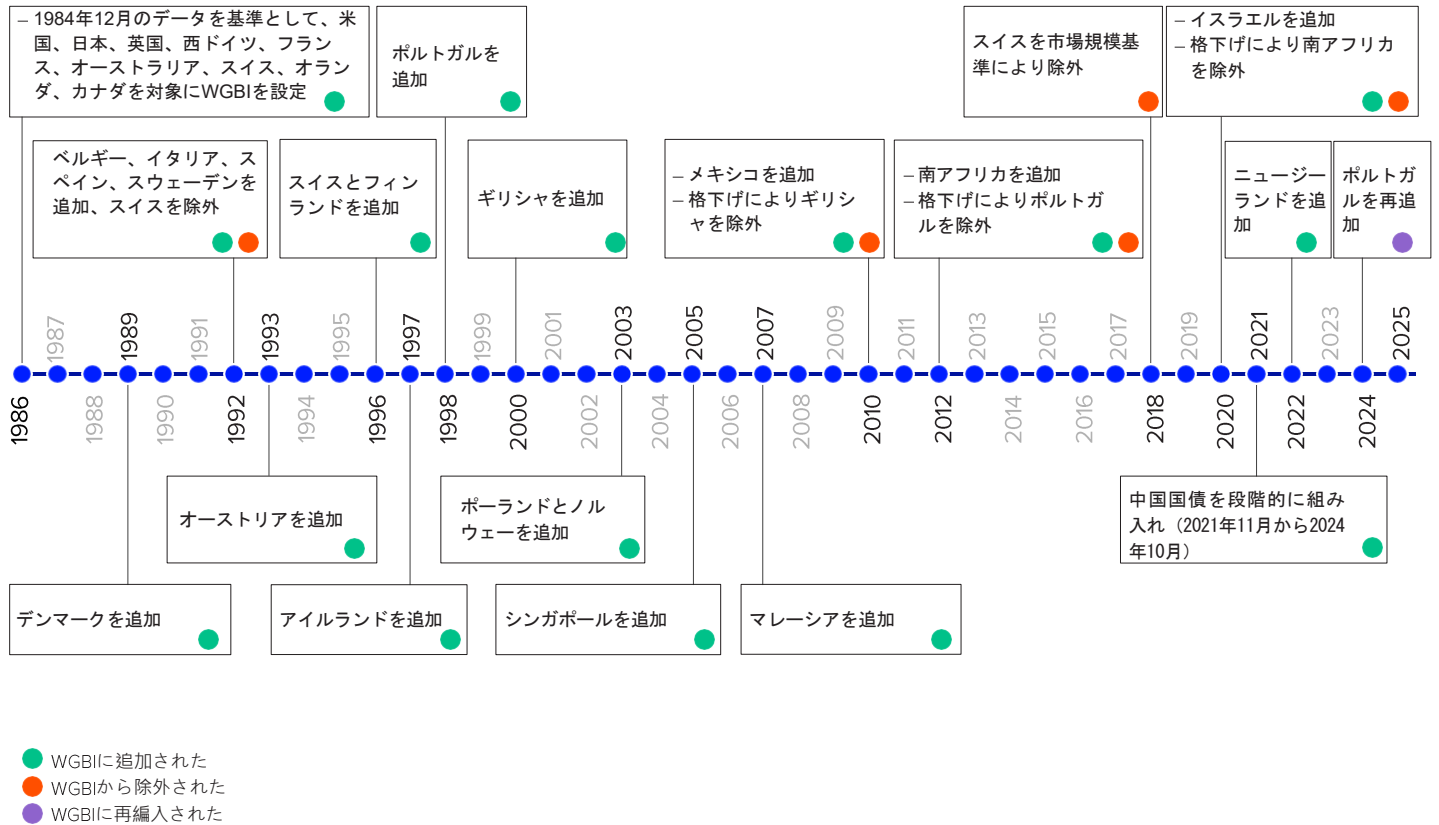 – 1984年12月のデータを基準として、米
国、日本、英国、西ドイツ、フラン
ス、オーストラリア、スイス、オラン
ダ、カナダを対象にWGBIを設定
ポルトガルを
追加
スイスを市場規模基
準により除外
– イスラエルを追加
– 格下げにより南アフリカ
を除外
ベルギー、イタリア、ス
ペイン、スウェーデンを
追加、スイスを除外
スイスとフィン
ランドを追加
ギリシャを追加
– メキシコを追加
– 格下げによりギリシ
ャを除外
– 南アフリカを追加
– 格下げによりポルトガ
ルを除外
ニュージー
ランドを追
加
ポルトガ
ルを再追
加
1987
1989
1991
1993
1995
1997
1999
2001
2003
2005
2007
2009
2011
2013
2015
2017
2019
2021
2023
2025
1986
1988
1990
1992
1994
1996
1998
2000
2002
2004
2006
2008
2010
2012
2014
2016
2018
2020
2022
2024
オーストリアを追加
ポーランドとノル
ウェーを追加
中国国債を段階的に組み
入れ（2021年11月から2024
年10月）
デンマークを追加
アイルランドを追加
シンガポールを追加
マレーシアを追加
WGBIに追加された
WGBIから除外された
WGBIに再編入された